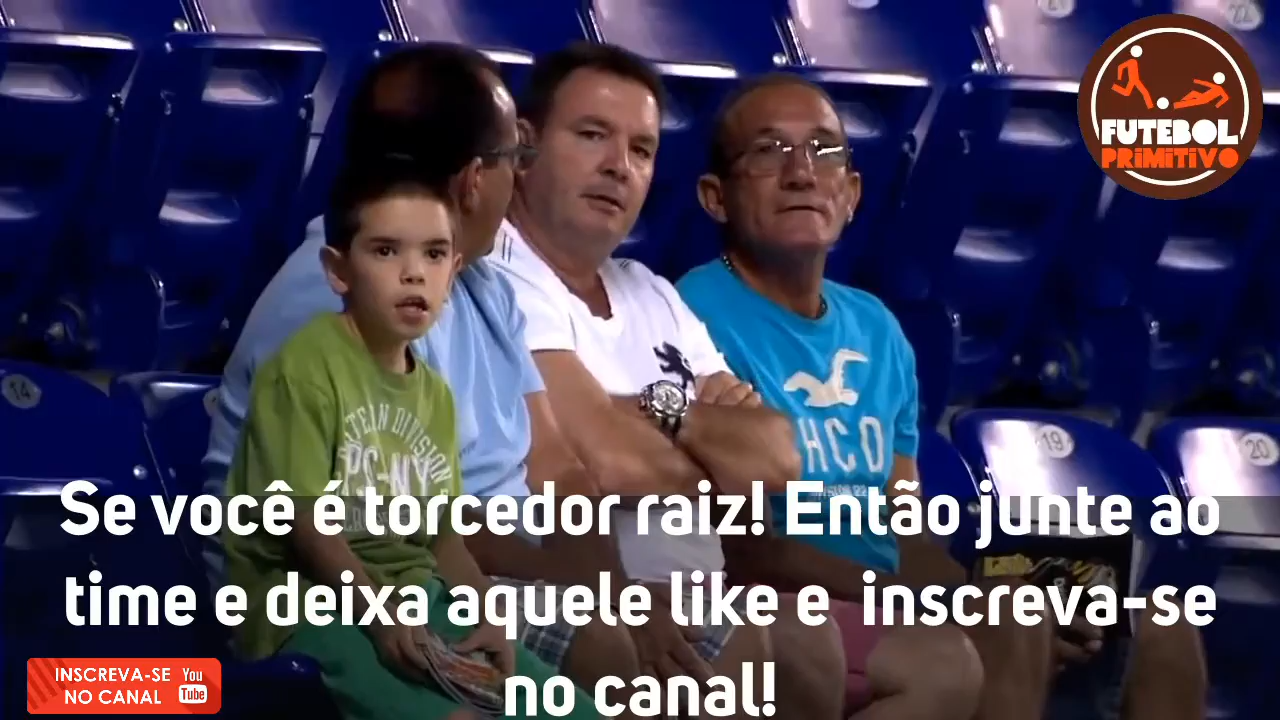 22
FUTEBOL
PRIMITIVO
14
19
20
HCO
Se você é torcedor raiz! Então junte ao
time e deixa aquele like e inscreva-se
no canal!
INSCREVA-SE
NO CANAL
You
Tube